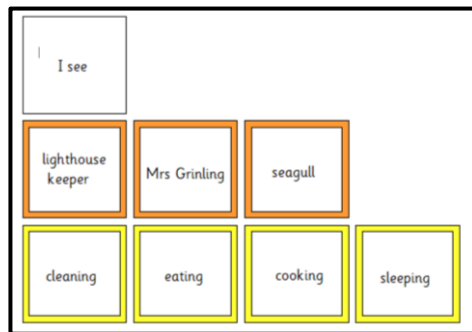 I see
lighthouse
keeper
Mrs Grinling
seagull
cleaning
eating
cooking
sleeping